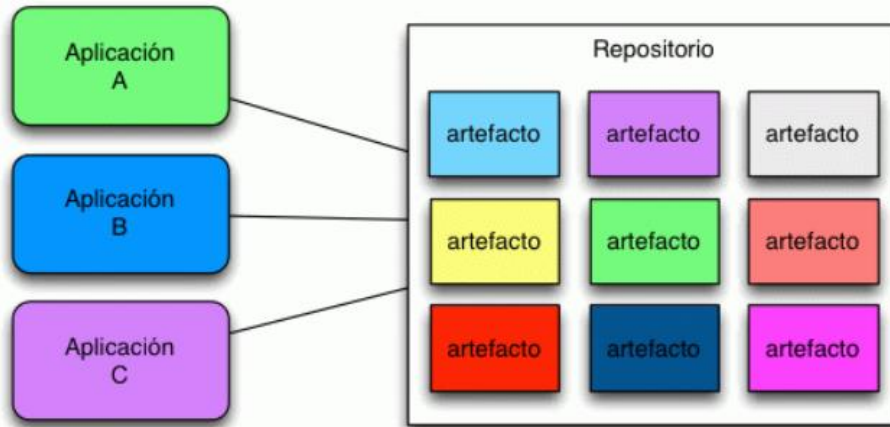 Aplicación
A
Aplicación
B
Aplicación
C
Repositorio
artefacto artefacto artefacto
artefacto artefacto artefacto
artefacto artefacto artefacto